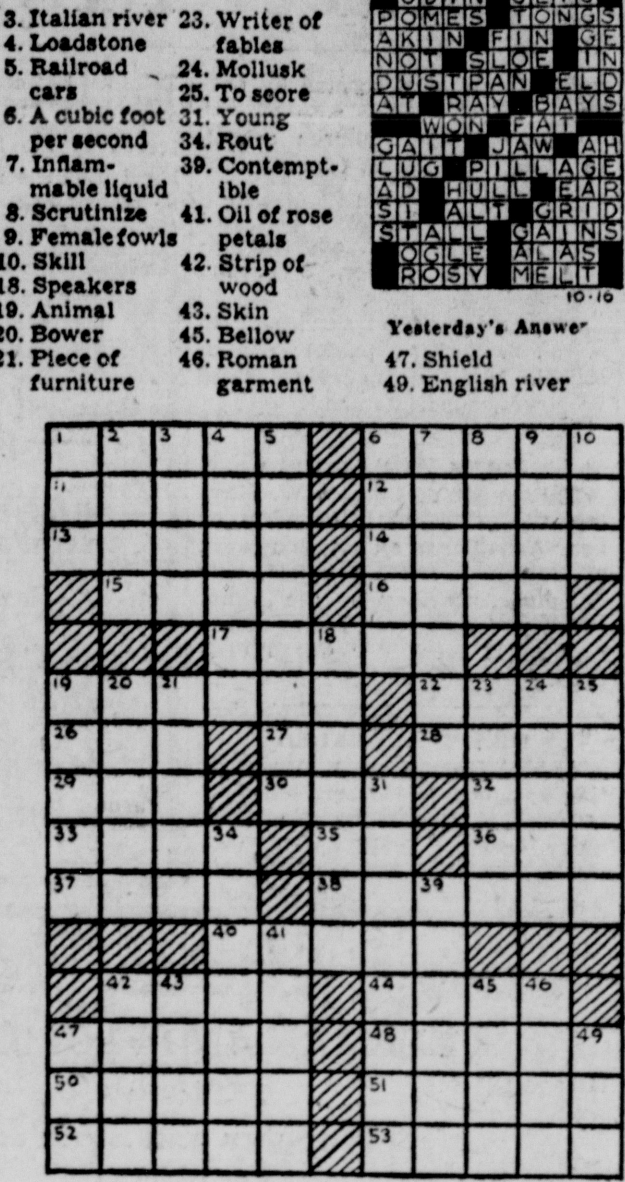 3. Italian river
4. Loadstone
5. Railroad
cars
6. A cubic foot
per second
7. Inflam-
mable liquid
8. Scrutinize
9. Female fowls
10. Skill
18. Speakers
19. Animal
20. Bower
21. Piece of
furniture
23. Writer of
fables
24. Mollusk
25. To score
31. Young
34. Rout
39. Contempt-
ible
41. Oil of rose
petals
42. Strip of
wood
43. Skin
45. Bellow
46. Roman
garment
POMES TONGS
AKIN FIN GE
NOT SLOE IN
DUSTPAN ELD
AT RAY BAYS
WON FAT
GAIT JAW AH
LUG PILLAGE
AD HULL EAR
SI ALT GRID
STALL GAINS
OGLE ALAS
ROSY MELT
10-16
Yesterday's Answer
47. Shield
49. English river
1 2 3 4 5 6 7 8 9 10
11 12
13 14
15 16
17 18
19 20 21 22 23 24 25
26 27 28
29 30 31 32
33 34 35 36
37 38 39
40 41
42 43 44 45 46
47 48 49
50 51
52 53